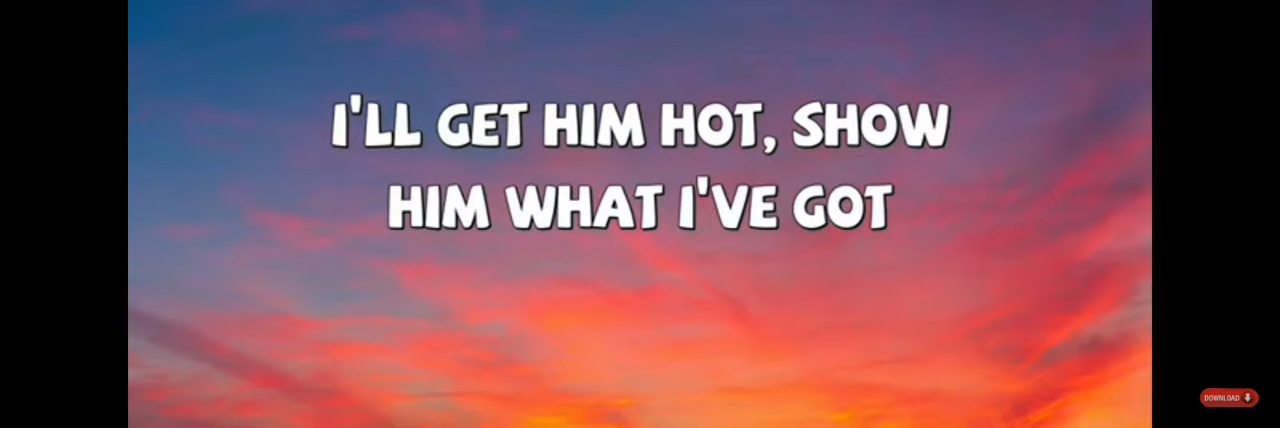 I'LL GET HIM HOT, SHOW
HIM WHAT I'VE GOT
DOWNLOAD